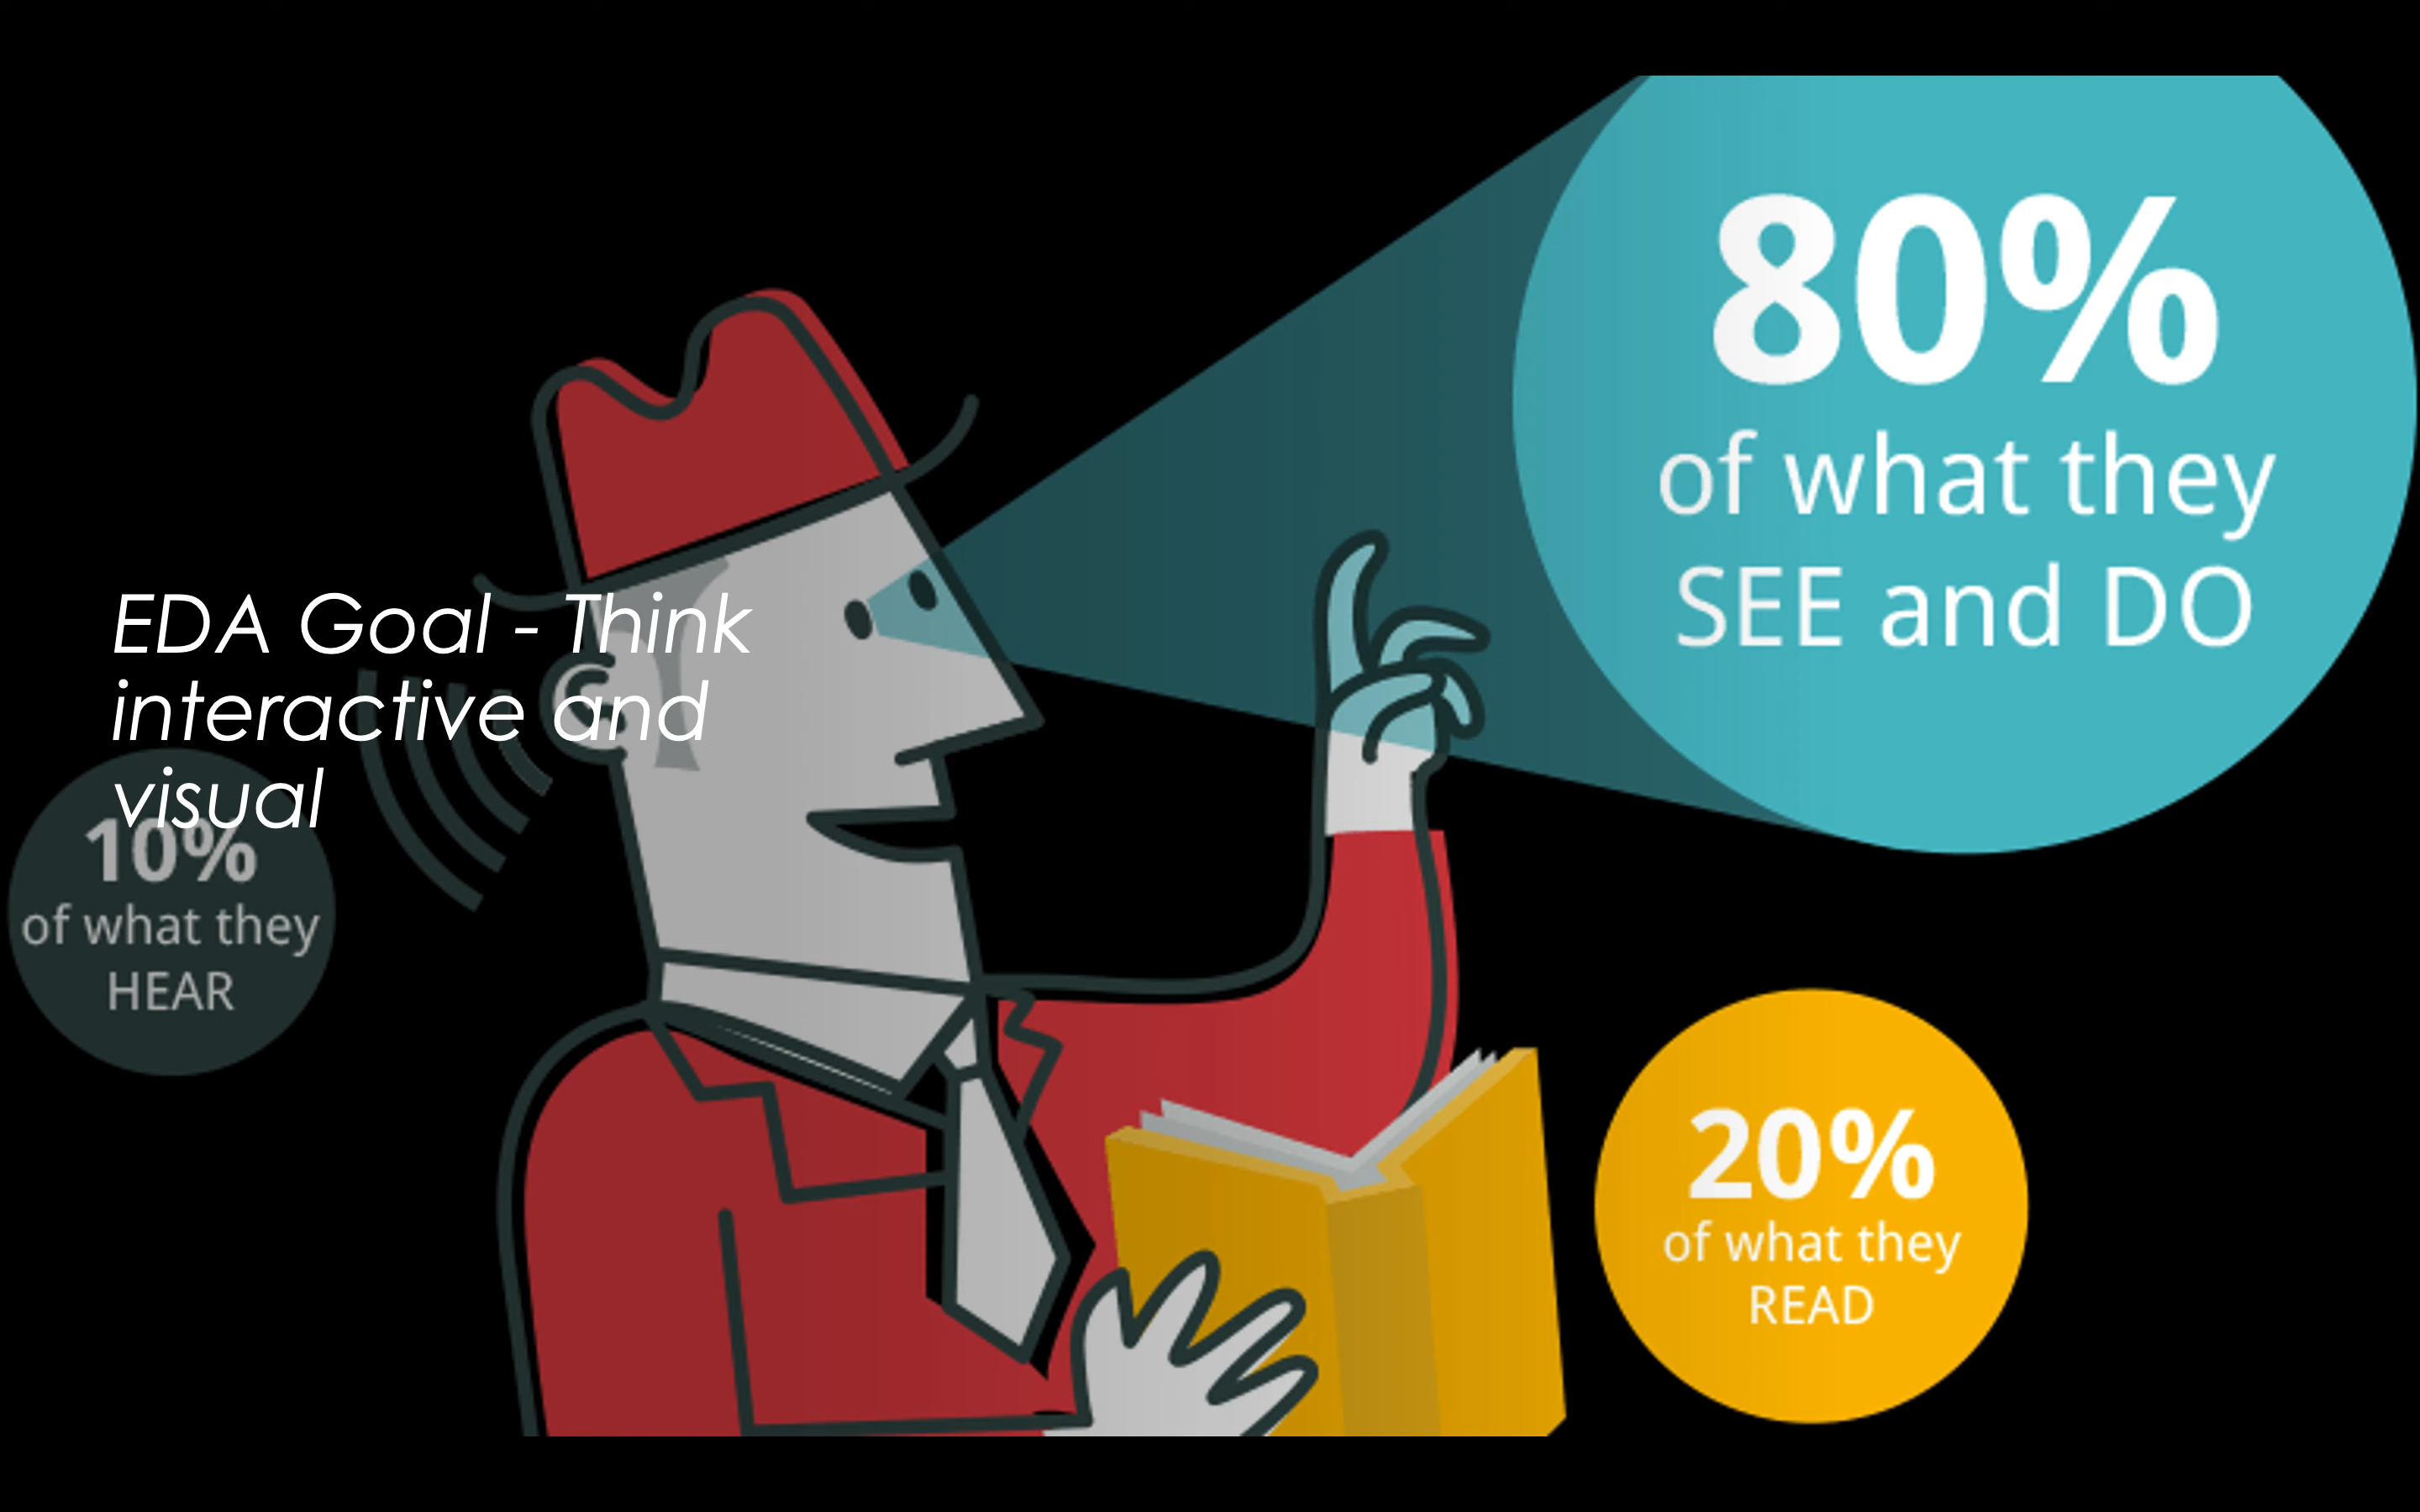 EDA Goal - Think
interactive and
visual
10%
of what they
HEAR
80%
of what they
SEE and DO
20%
of what they
READ